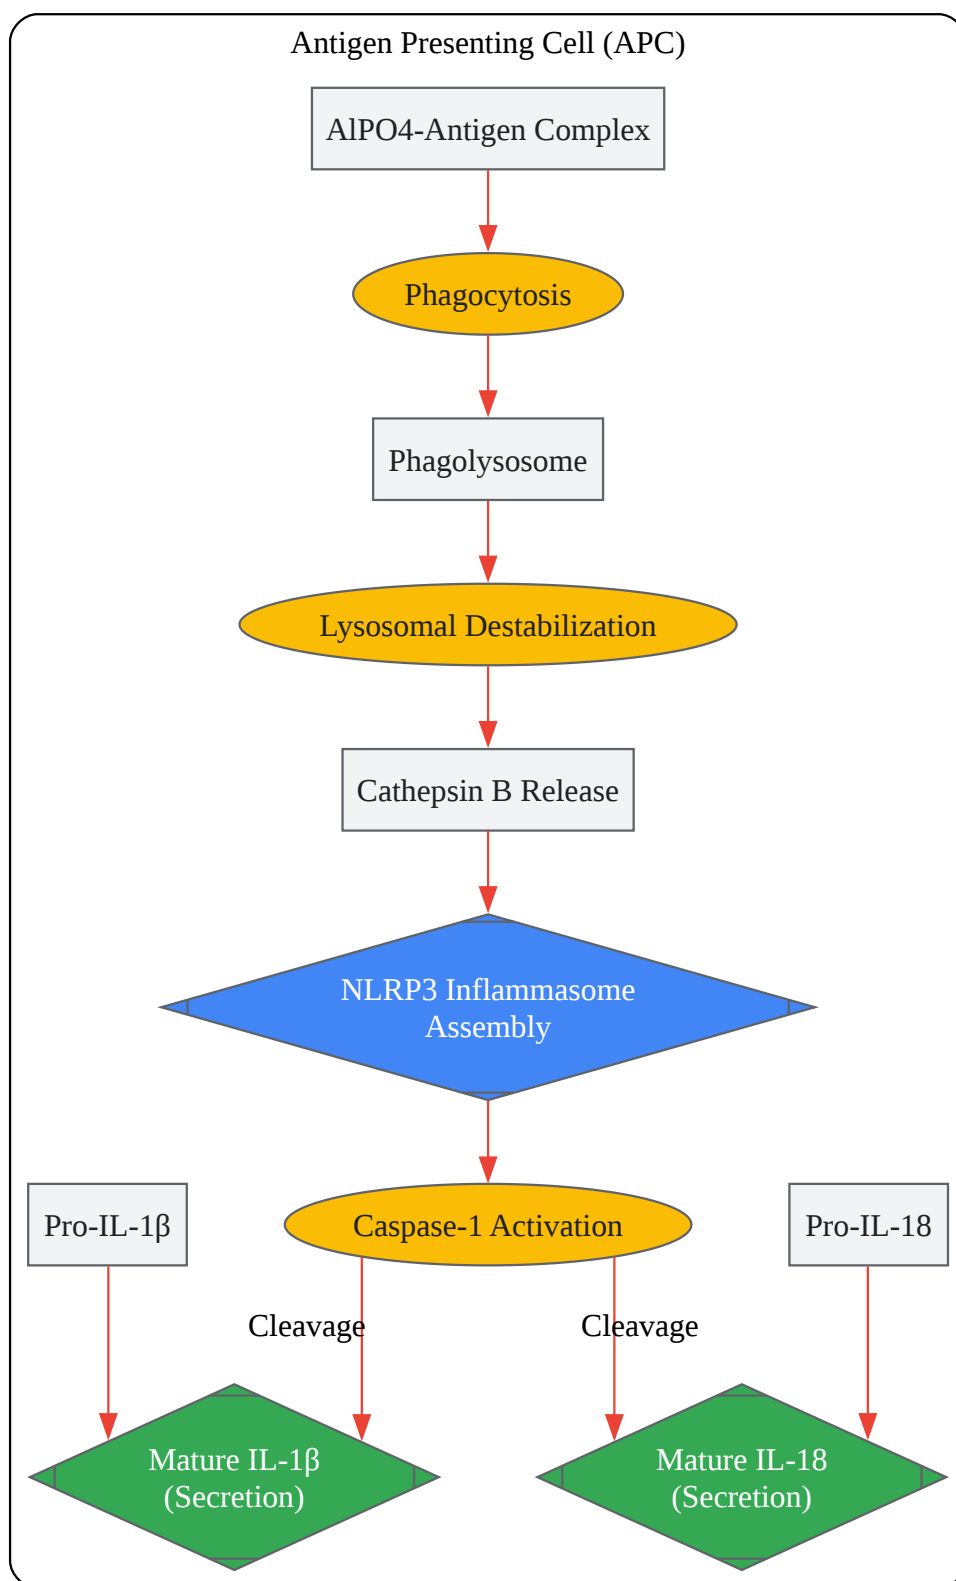 Antigen Presenting Cell (APC)
AlPO4-Antigen Complex
Phagocytosis
Phagolysosome
Lysosomal Destabilization
Cathepsin B Release
NLRP3 Inflammasome
Assembly
Pro-IL-1β
Caspase-1 Activation
Pro-IL-18
Cleavage
Cleavage
Mature IL-1β
(Secretion)
Mature IL-18
(Secretion)